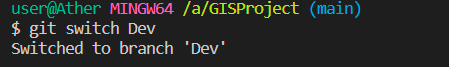 user@Ather MINGW64 /a/GISProject (main)
$ git switch Dev
Switched to branch 'Dev'